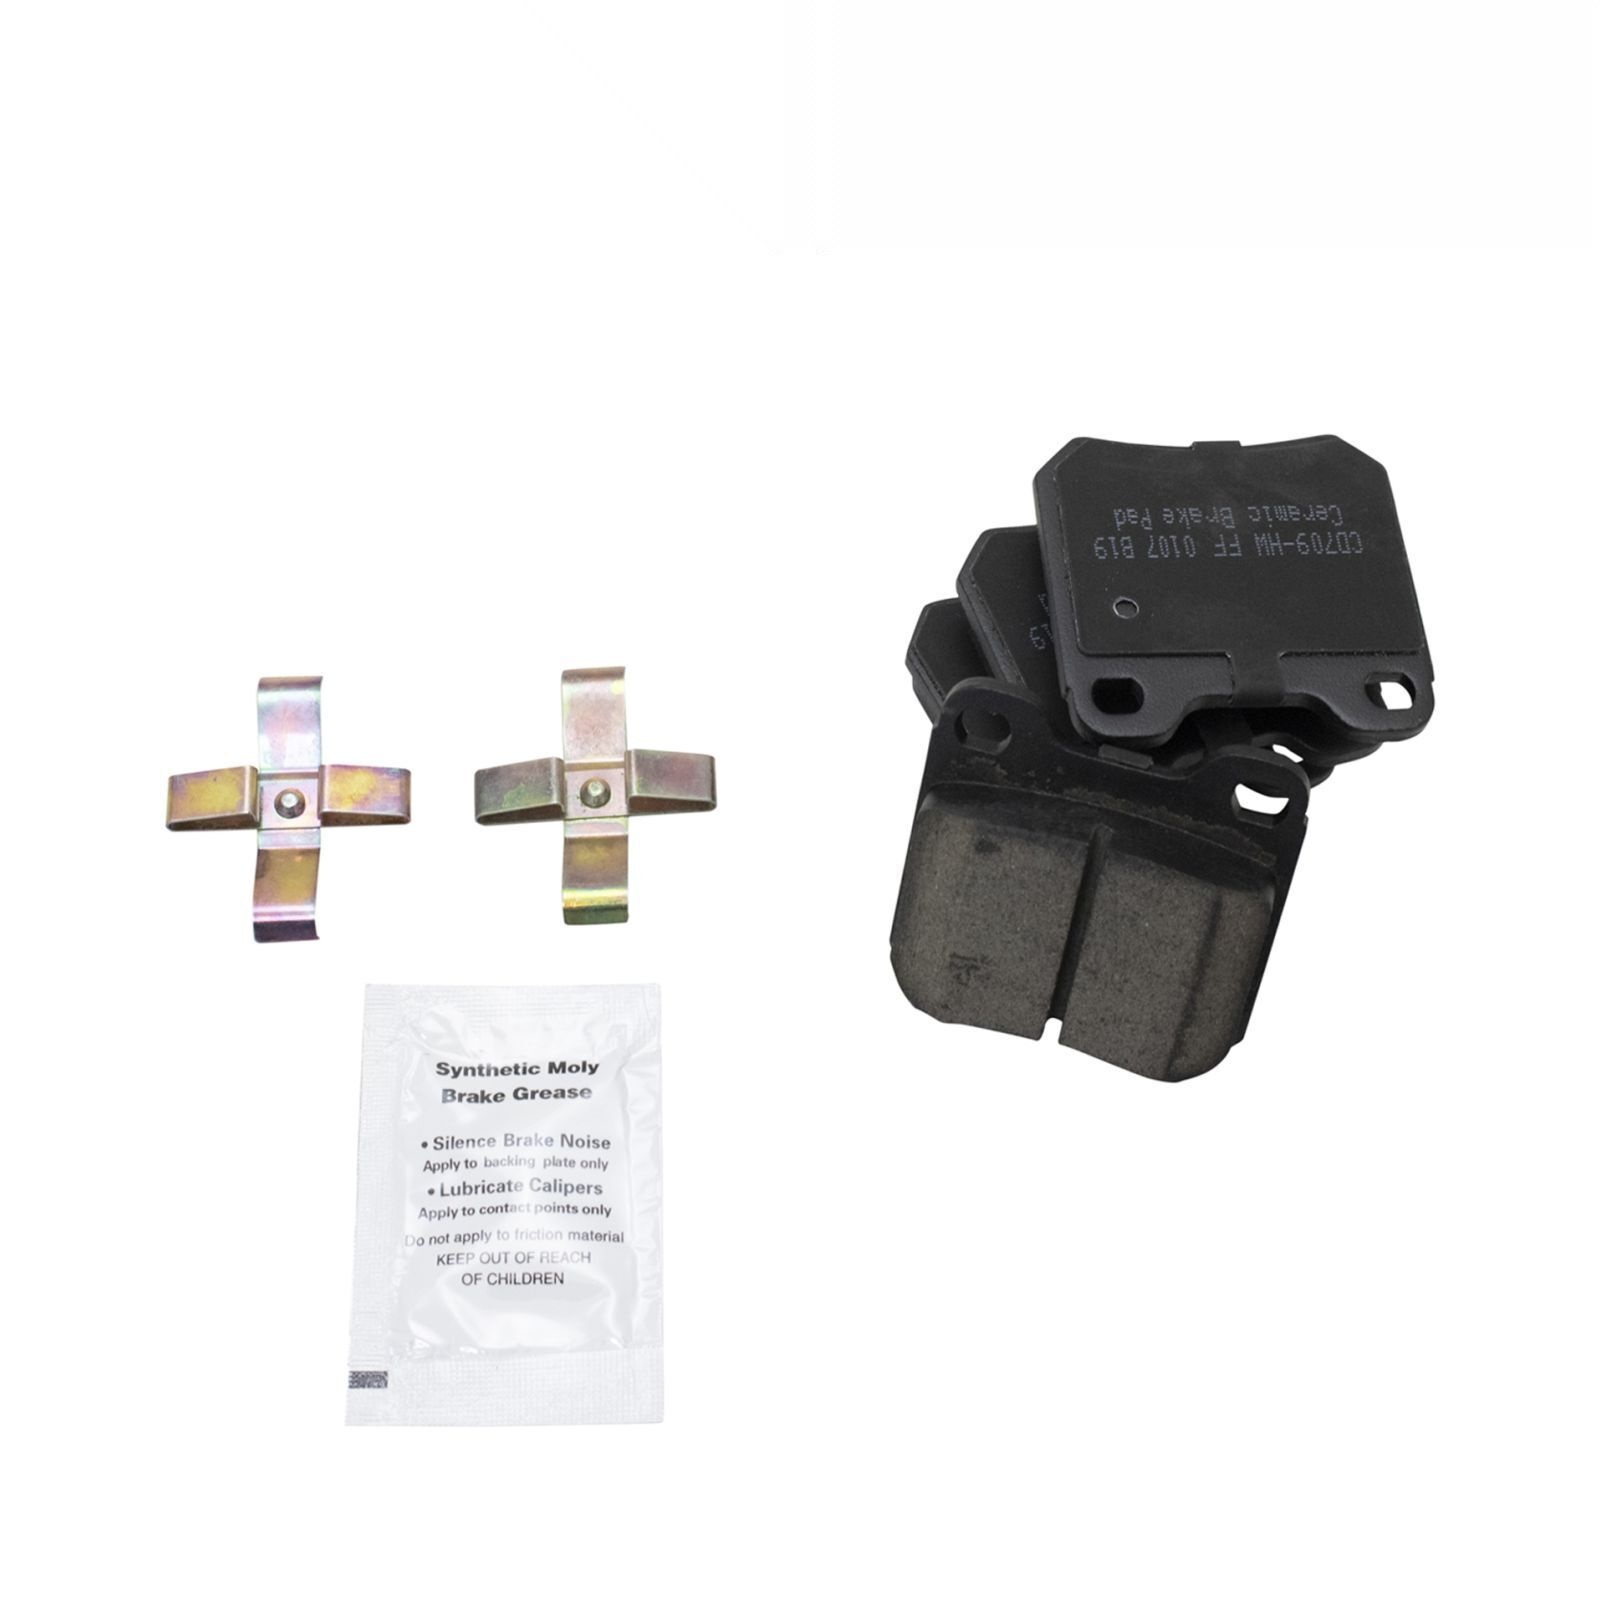 CD709-HW FF 0107 B19
Ceramic Brake Pad
Synthetic Moly
Brake Grease
• Silence Brake Noise
Apply to backing plate only
• Lubricate Calipers
Apply to contact points only
Do not apply to friction material
KEEP OUT OF REACH
OF CHILDREN